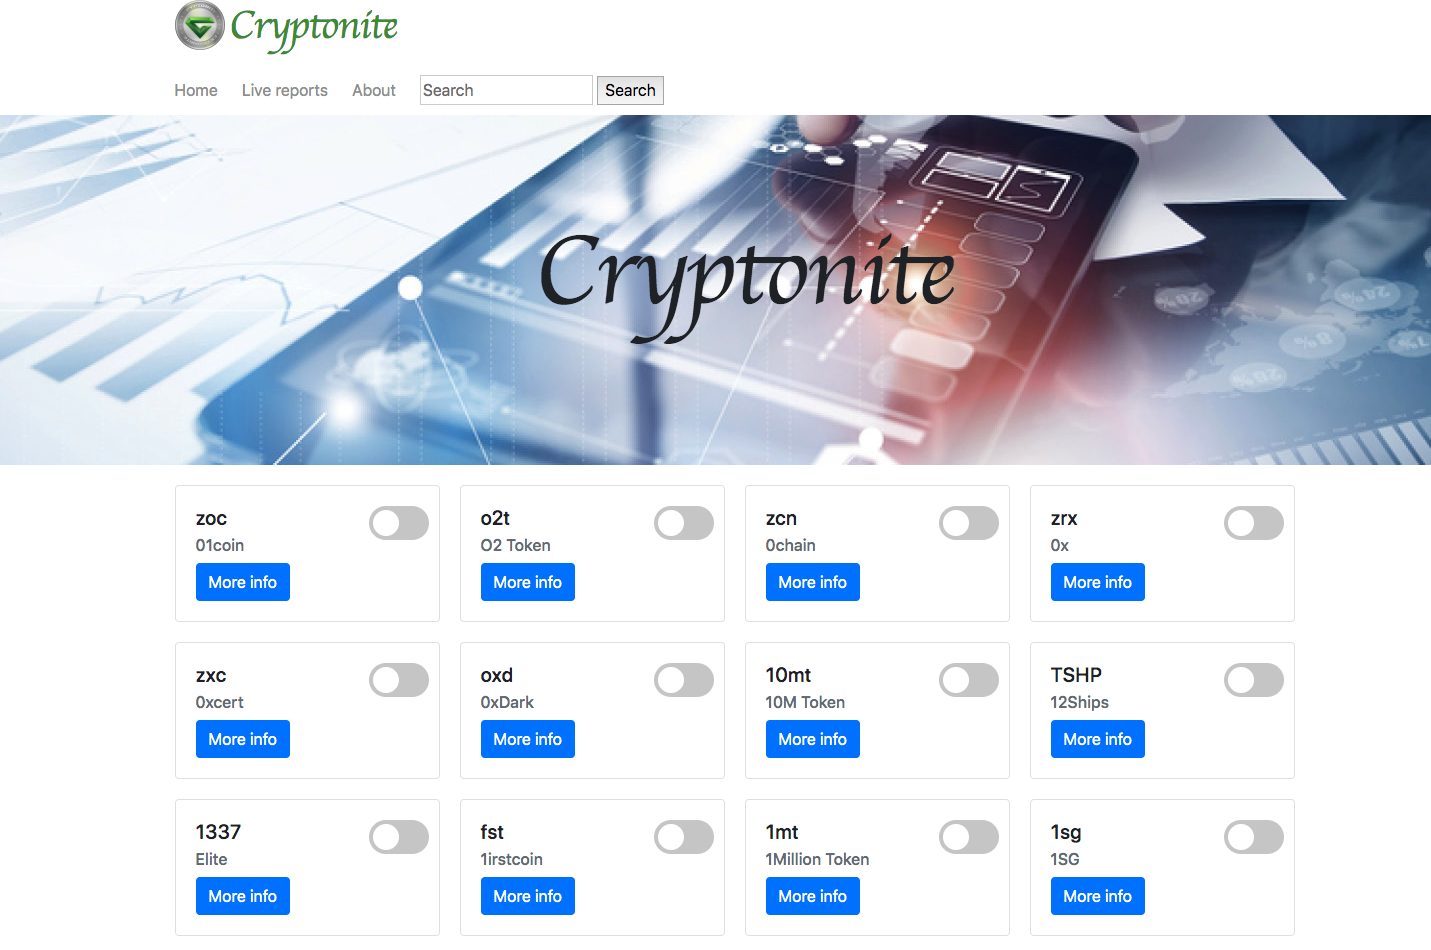 Cryptonite
Home Live reports About Search Search
Cryptonite
zoc
01coin
More info
o2t
O2 Token
More info
zcn
0chain
More info
zrx
0x
More info
zxc
0xcert
More info
oxd
0xDark
More info
10mt
10M Token
More info
TSHP
12Ships
More info
1337
Elite
More info
fst
1irstcoin
More info
1mt
1Million Token
More info
1sg
1SG
More info